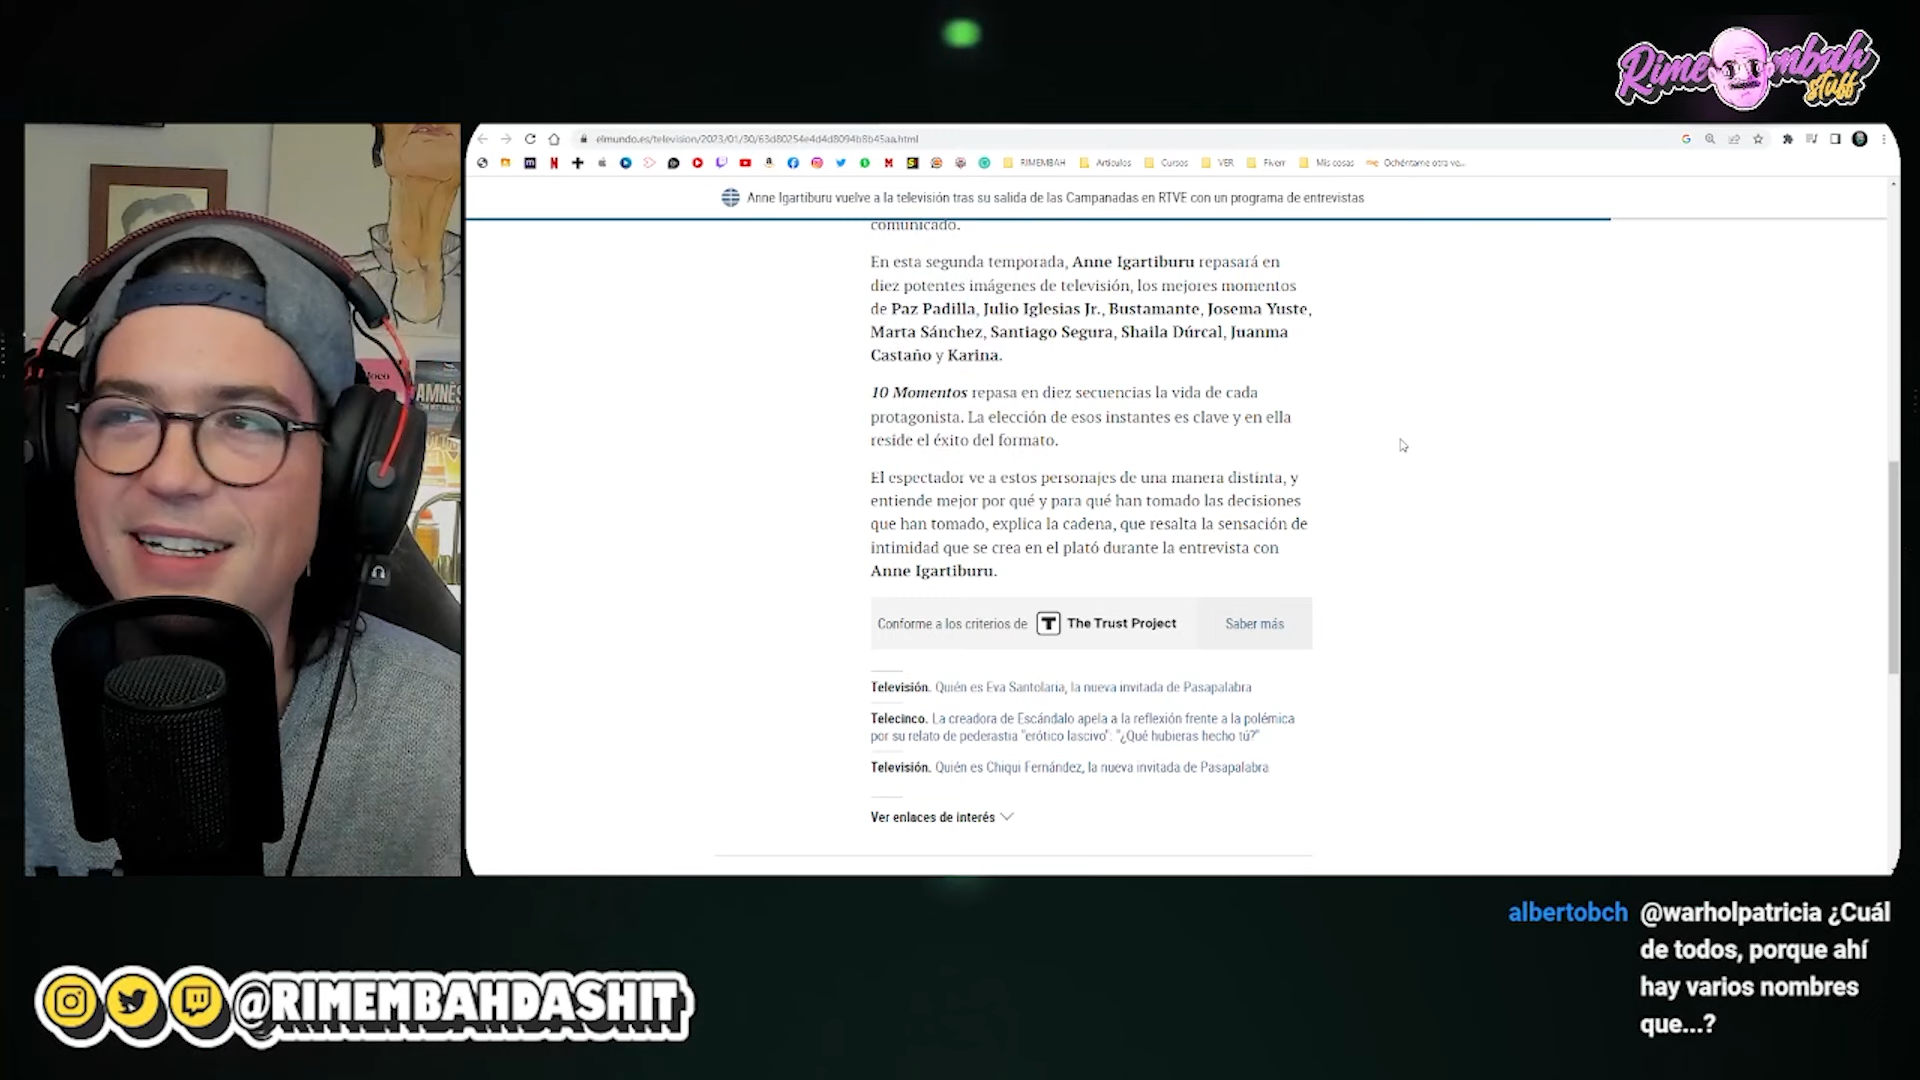 Rimembah
stuff
elmundo.es/television/2023/01/30/63d80254e4d4d8094b8b45aa.html
RIMEMBAH Artículos Cursos VER Fiverr Mis cosas Ochéntame otra ve...
Anne Igartiburu vuelve a la televisión tras su salida de las Campanadas en RTVE con un programa de entrevistas
comunicado.
En esta segunda temporada, Anne Igartiburu repasará en
diez potentes imágenes de televisión, los mejores momentos
de Paz Padilla, Julio Iglesias Jr., Bustamante, Josema Yuste,
Marta Sánchez, Santiago Segura, Shaila Dúrcal, Juanma
Castaño y Karina.
10 Momentos repasa en diez secuencias la vida de cada
protagonista. La elección de esos instantes es clave y en ella
reside el éxito del formato.
El espectador ve a estos personajes de una manera distinta, y
entiende mejor por qué y para qué han tomado las decisiones
que han tomado, explica la cadena, que resalta la sensación de
intimidad que se crea en el plató durante la entrevista con
Anne Igartiburu.
Conforme a los criterios de T The Trust Project Saber más
Televisión. Quién es Eva Santolaria, la nueva invitada de Pasapalabra
Telecinco. La creadora de Escándalo apela a la reflexión frente a la polémica
por su relato de pederastia "erótico lascivo": "¿Qué hubieras hecho tú?"
Televisión. Quién es Chiqui Fernández, la nueva invitada de Pasapalabra
Ver enlaces de interés
albertobch @warholpatricia ¿Cuál
de todos, porque ahí
hay varios nombres
que...?
@RIMEMBAHDASHIT